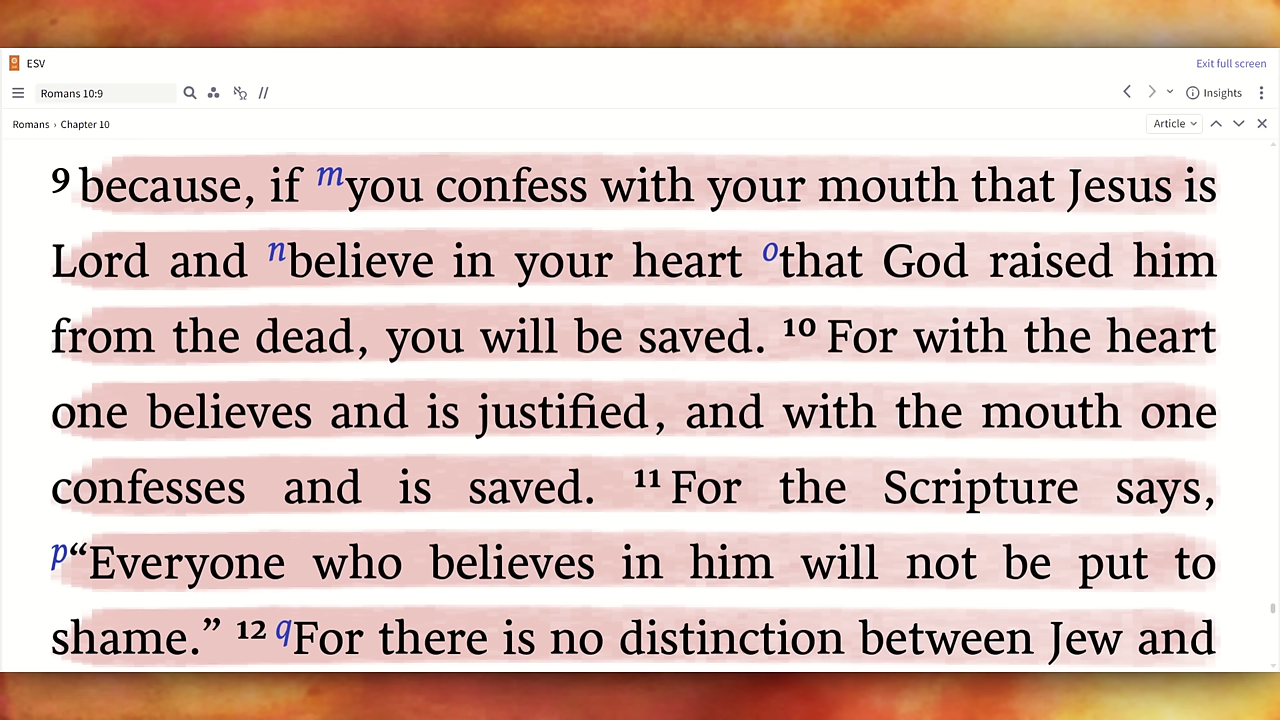 ESV
Exit full screen
Romans 10:9
Insights
Romans › Chapter 10
Article
9 because, if m you confess with your mouth that Jesus is
Lord and n believe in your heart o that God raised him
from the dead, you will be saved. 10 For with the heart
one believes and is justified, and with the mouth one
confesses and is saved. 11 For the Scripture says,
p “Everyone who believes in him will not be put to
shame.” 12 q For there is no distinction between Jew and